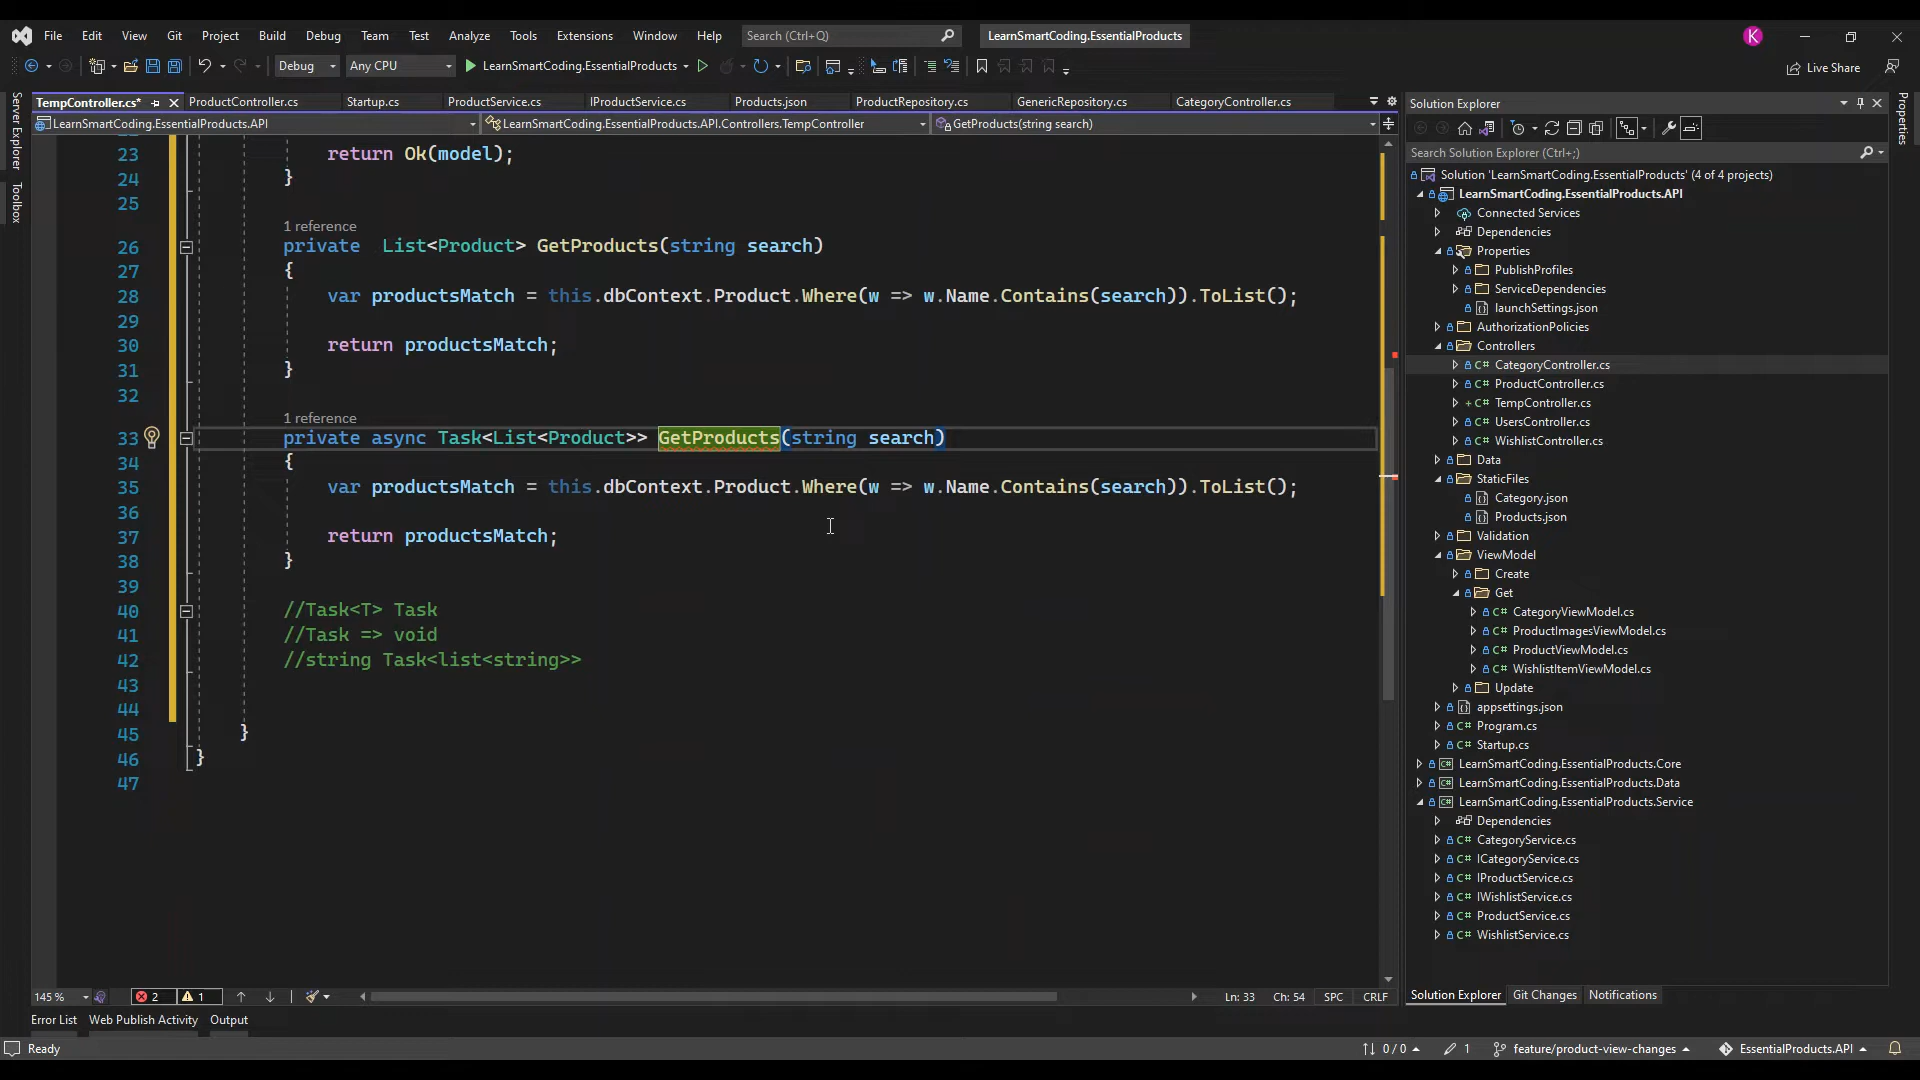 File Edit View Git Project Build Debug Team Test Analyze Tools Extensions Window Help Search (Ctrl+Q) LearnSmartCoding.EssentialProducts K
Debug Any CPU LearnSmartCoding.EssentialProducts Live Share
TempController.cs* ProductController.cs Startup.cs ProductService.cs IProductService.cs Products.json ProductRepository.cs GenericRepository.cs CategoryController.cs
LearnSmartCoding.EssentialProducts.API LearnSmartCoding.EssentialProducts.API.Controllers.TempController GetProducts(string search)
Server Explorer
Toolbox
23 return Ok(model);
24 }
25
1 reference
26 private  List<Product> GetProducts(string search)
27 {
28 var productsMatch = this.dbContext.Product.Where(w => w.Name.Contains(search)).ToList();
29
30 return productsMatch;
31 }
32
1 reference
33 private async Task<List<Product>> GetProducts(string search)
34 {
35 var productsMatch = this.dbContext.Product.Where(w => w.Name.Contains(search)).ToList();
36
37 return productsMatch;
38 }
39
40 //Task<T> Task
41 //Task => void
42 //string Task<list<string>>
43
44
45 }
46 }
47
145 % 2 1 Ln: 33 Ch: 54 SPC CRLF
Error List Web Publish Activity Output
Solution Explorer
Search Solution Explorer (Ctrl+;)
Solution 'LearnSmartCoding.EssentialProducts' (4 of 4 projects)
LearnSmartCoding.EssentialProducts.API
Connected Services
Dependencies
Properties
PublishProfiles
ServiceDependencies
launchSettings.json
AuthorizationPolicies
Controllers
C# CategoryController.cs
C# ProductController.cs
+ C# TempController.cs
C# UsersController.cs
C# WishlistController.cs
Data
StaticFiles
Category.json
Products.json
Validation
ViewModel
Create
Get
C# CategoryViewModel.cs
C# ProductImagesViewModel.cs
C# ProductViewModel.cs
C# WishlistItemViewModel.cs
Update
appsettings.json
C# Program.cs
C# Startup.cs
LearnSmartCoding.EssentialProducts.Core
LearnSmartCoding.EssentialProducts.Data
LearnSmartCoding.EssentialProducts.Service
Dependencies
C# CategoryService.cs
C# ICategoryService.cs
C# IProductService.cs
C# IWishlistService.cs
C# ProductService.cs
C# WishlistService.cs
Solution Explorer Git Changes Notifications
Properties
Ready 0 / 0 1 feature/product-view-changes EssentialProducts.API